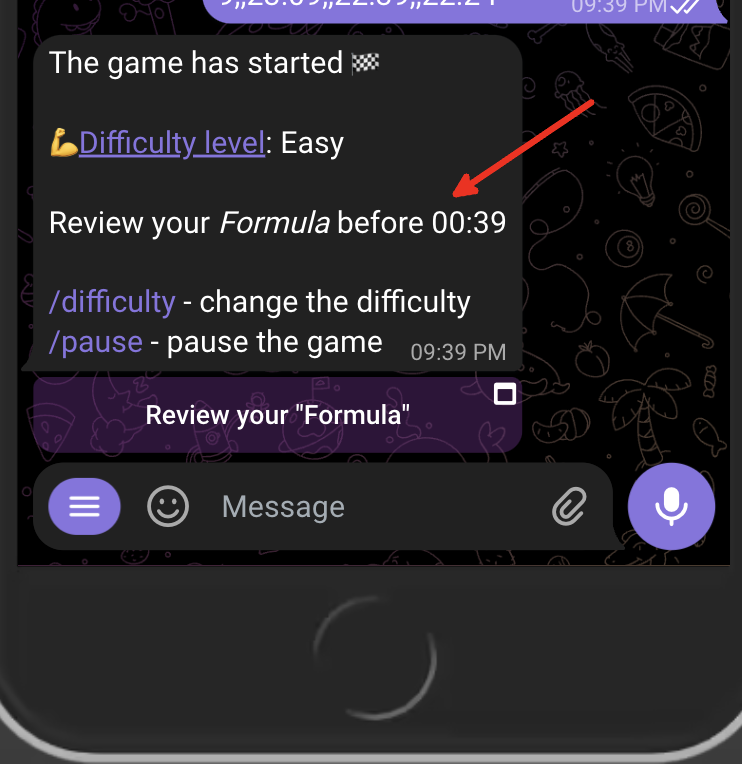 09:39 PM
The game has started 🏁
💪Difficulty level: Easy
Review your Formula before 00:39
/difficulty - change the difficulty
/pause - pause the game
09:39 PM
Review your "Formula"
Message